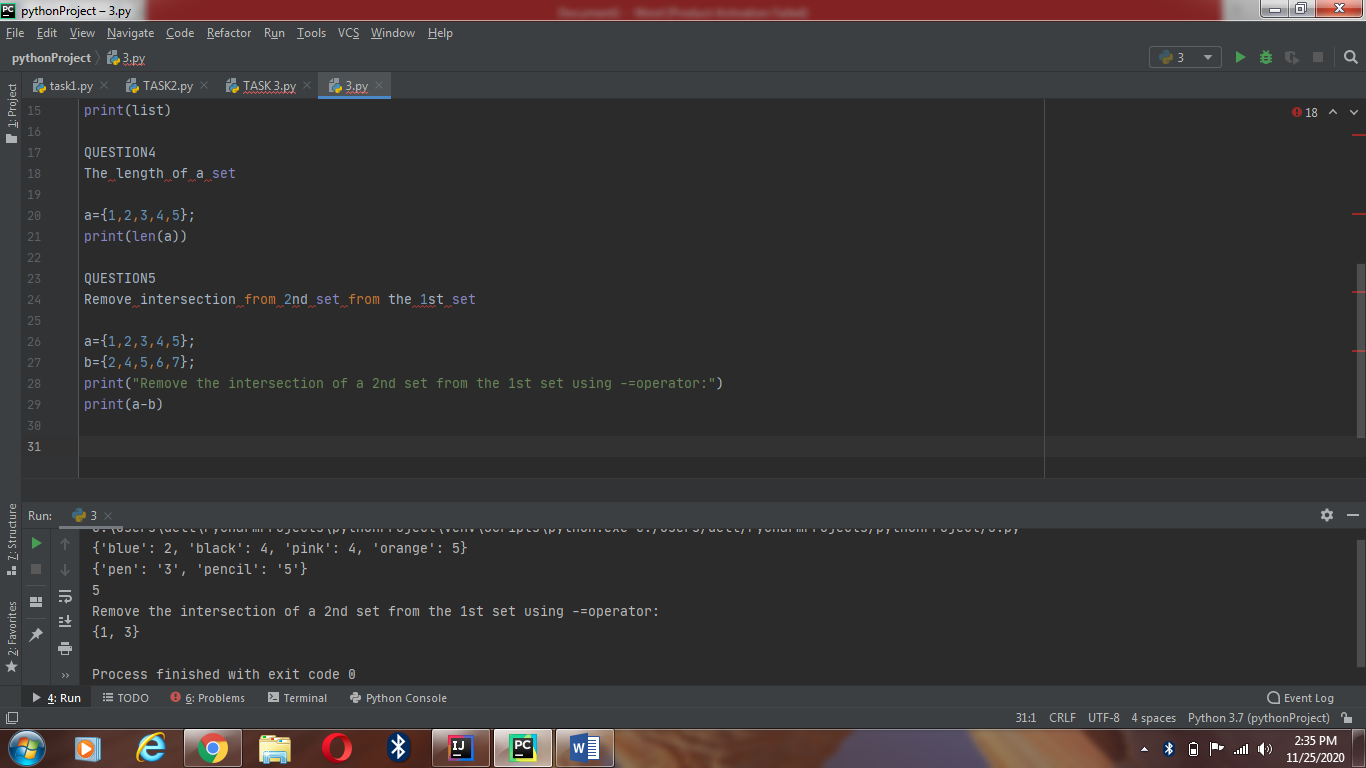 pythonProject – 3.py
File Edit View Navigate Code Refactor Run Tools VCS Window Help
pythonProject 3.py
3
task1.py TASK2.py TASK 3.py 3.py
1: Project
15 print(list)
18
16
17 QUESTION4
18 The length of a set
19
20 a={1,2,3,4,5};
21 print(len(a))
22
23 QUESTION5
24 Remove intersection from 2nd set from the 1st set
25
26 a={1,2,3,4,5};
27 b={2,4,5,6,7};
28 print("Remove the intersection of a 2nd set from the 1st set using -=operator:")
29 print(a-b)
30
31
7: Structure
2: Favorites
Run: 3
{'blue': 2, 'black': 4, 'pink': 4, 'orange': 5}
{'pen': '3', 'pencil': '5'}
5
Remove the intersection of a 2nd set from the 1st set using -=operator:
{1, 3}
Process finished with exit code 0
4: Run TODO 6: Problems Terminal Python Console Event Log
31:1 CRLF UTF-8 4 spaces Python 3.7 (pythonProject)
2:35 PM
11/25/2020